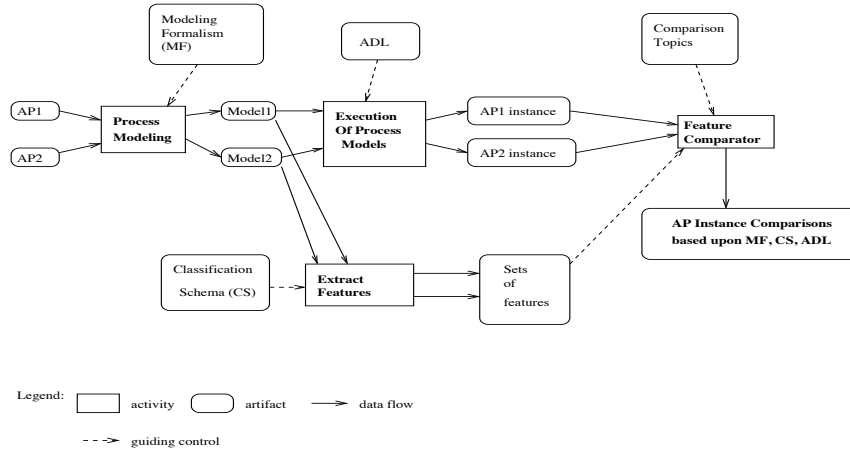 Modeling
Formalism
(MF)
ADL
Comparison
Topics
AP1
AP2
Process
Modeling
Model1
Model2
Execution
Of Process
Models
AP1 instance
AP2 instance
Feature
Comparator
AP Instance Comparisons
based upon MF, CS, ADL
Classification
Schema (CS)
Extract
Features
Sets
of
features
Legend:
activity
artifact
data flow
guiding control